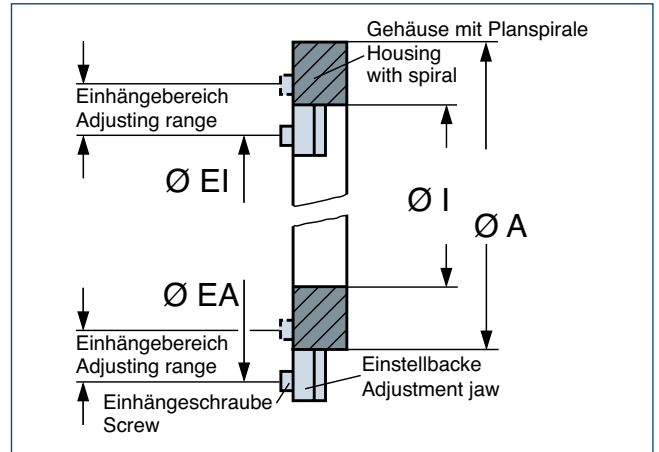 Gehäuse mit Planspirale
Housing
with spiral
Einhängebereich
Adjusting range
Ø EI
Ø I
Ø A
Ø EA
Einhängebereich
Adjusting range
Einstellbacke
Adjustment jaw
Einhängeschraube
Screw